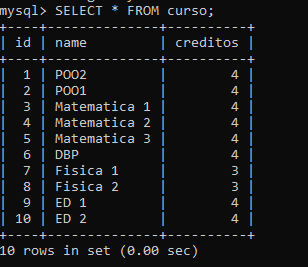 mysql> SELECT * FROM curso;
+----+---------------+----------+
| id | name          | creditos |
+----+---------------+----------+
|  1 | POO2          |        4 |
|  2 | POO1          |        4 |
|  3 | Matematica 1  |        4 |
|  4 | Matematica 2  |        4 |
|  5 | Matematica 3  |        4 |
|  6 | DBP           |        4 |
|  7 | Fisica 1      |        3 |
|  8 | Fisica 2      |        3 |
|  9 | ED 1          |        4 |
| 10 | ED 2          |        4 |
+----+---------------+----------+
10 rows in set (0.00 sec)